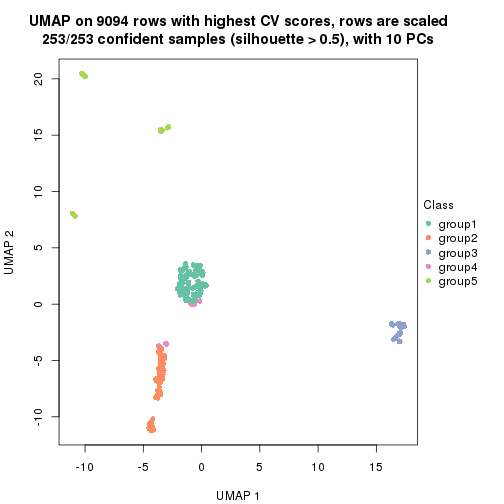 UMAP on 9094 rows with highest CV scores, rows are scaled
253/253 confident samples (silhouette > 0.5), with 10 PCs
20
15
10
5
0
-5
-10
UMAP 2
-10
-5
0
5
10
15
UMAP 1
Class
group1
group2
group3
group4
group5